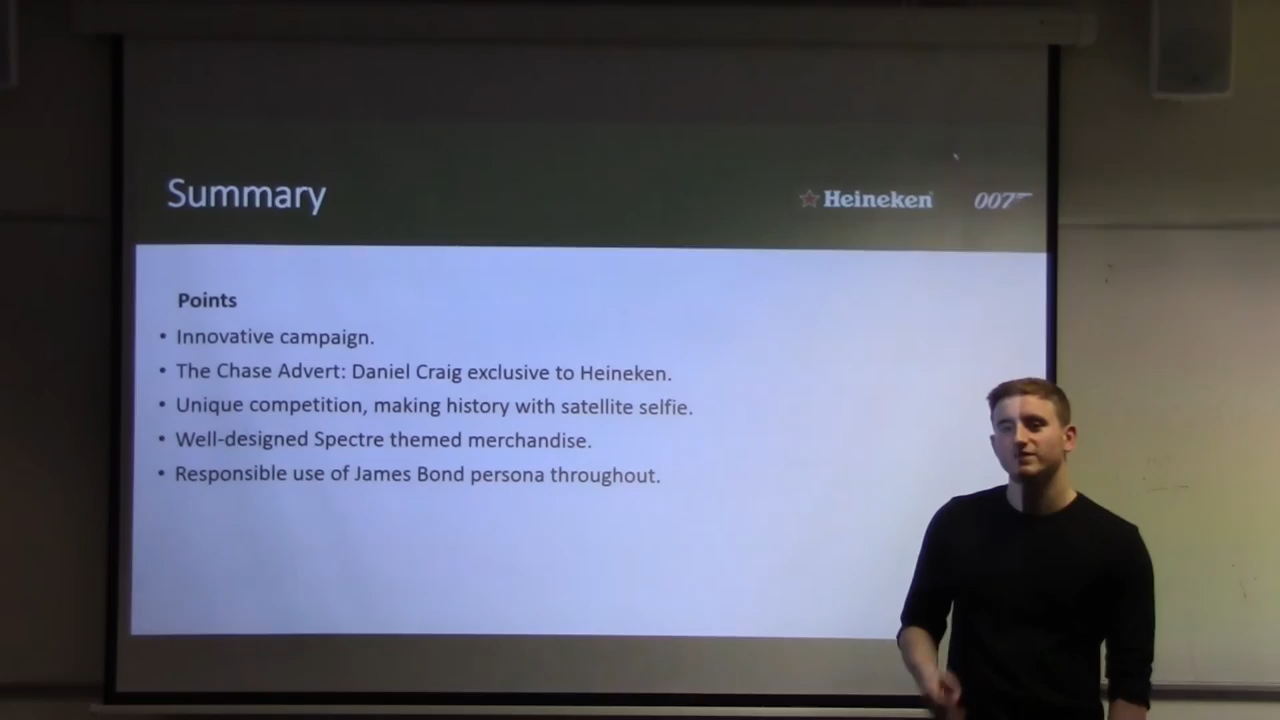 Summary
Heineken
007
Points
• Innovative campaign.
• The Chase Advert: Daniel Craig exclusive to Heineken.
• Unique competition, making history with satellite selfie.
• Well-designed Spectre themed merchandise.
• Responsible use of James Bond persona throughout.